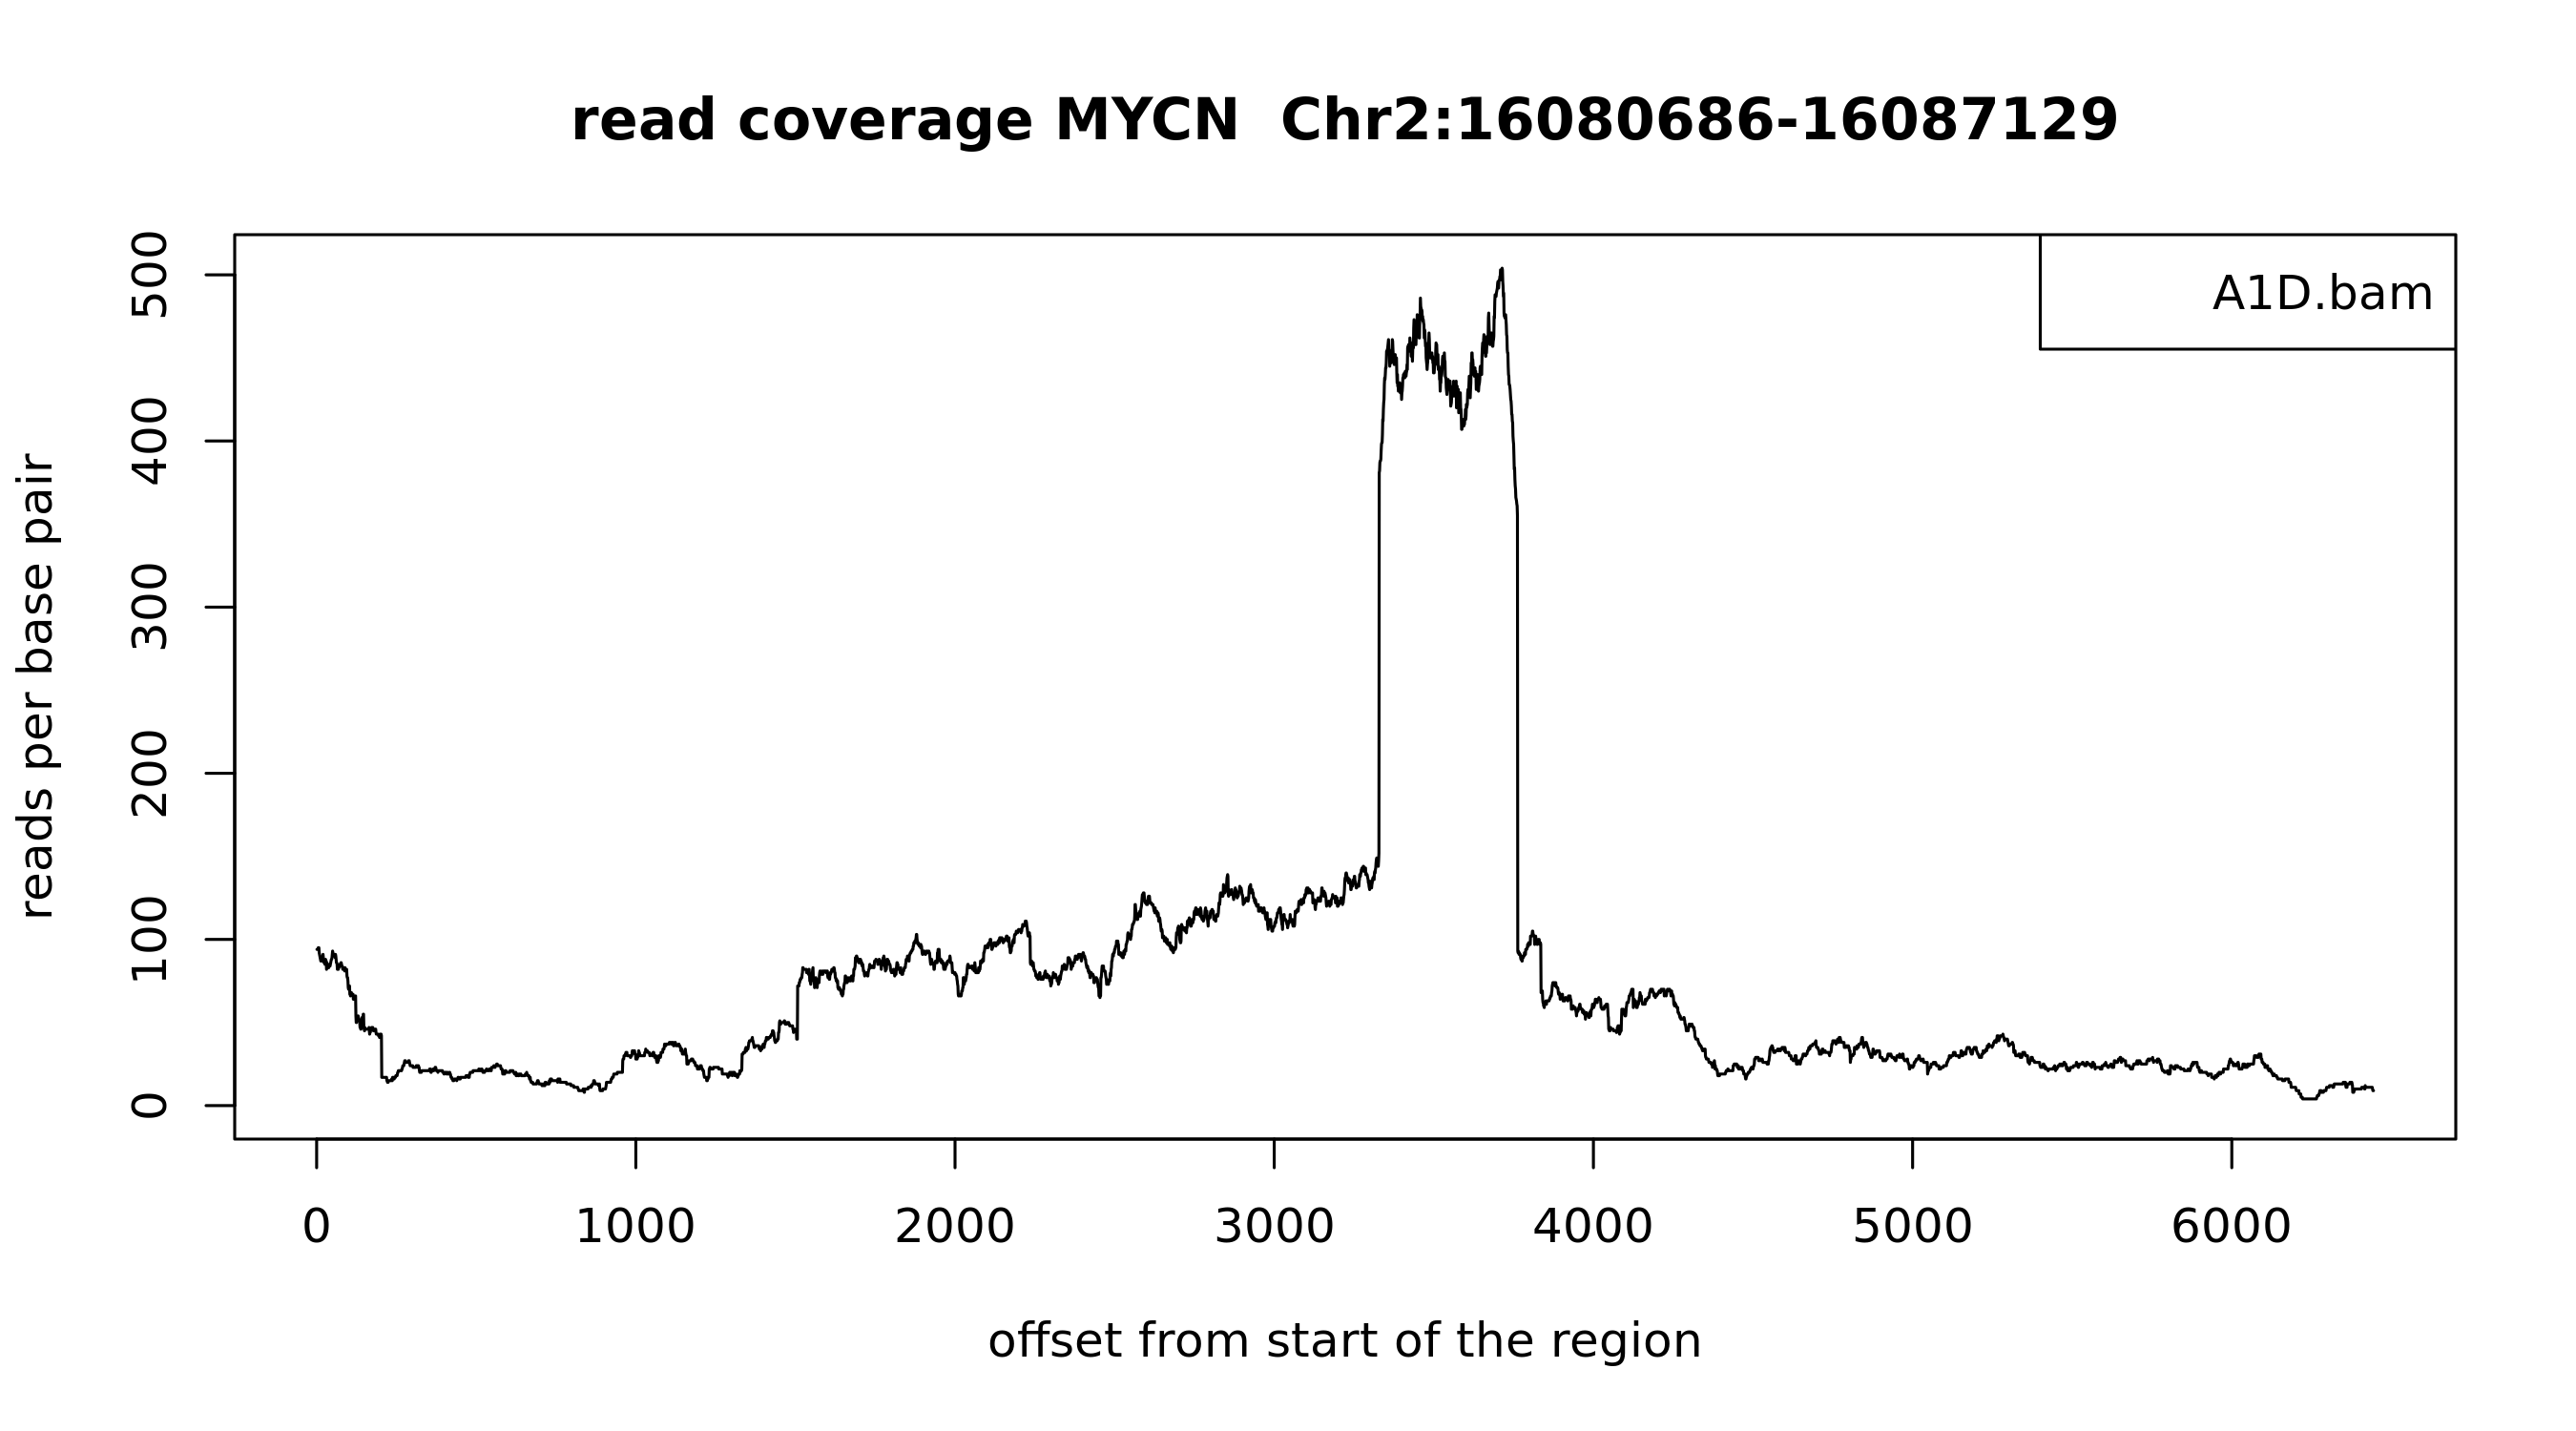 read coverage MYCN  Chr2:16080686-16087129
A1D.bam
reads per base pair
500
400
300
200
100
0
0 1000 2000 3000 4000 5000 6000
offset from start of the region